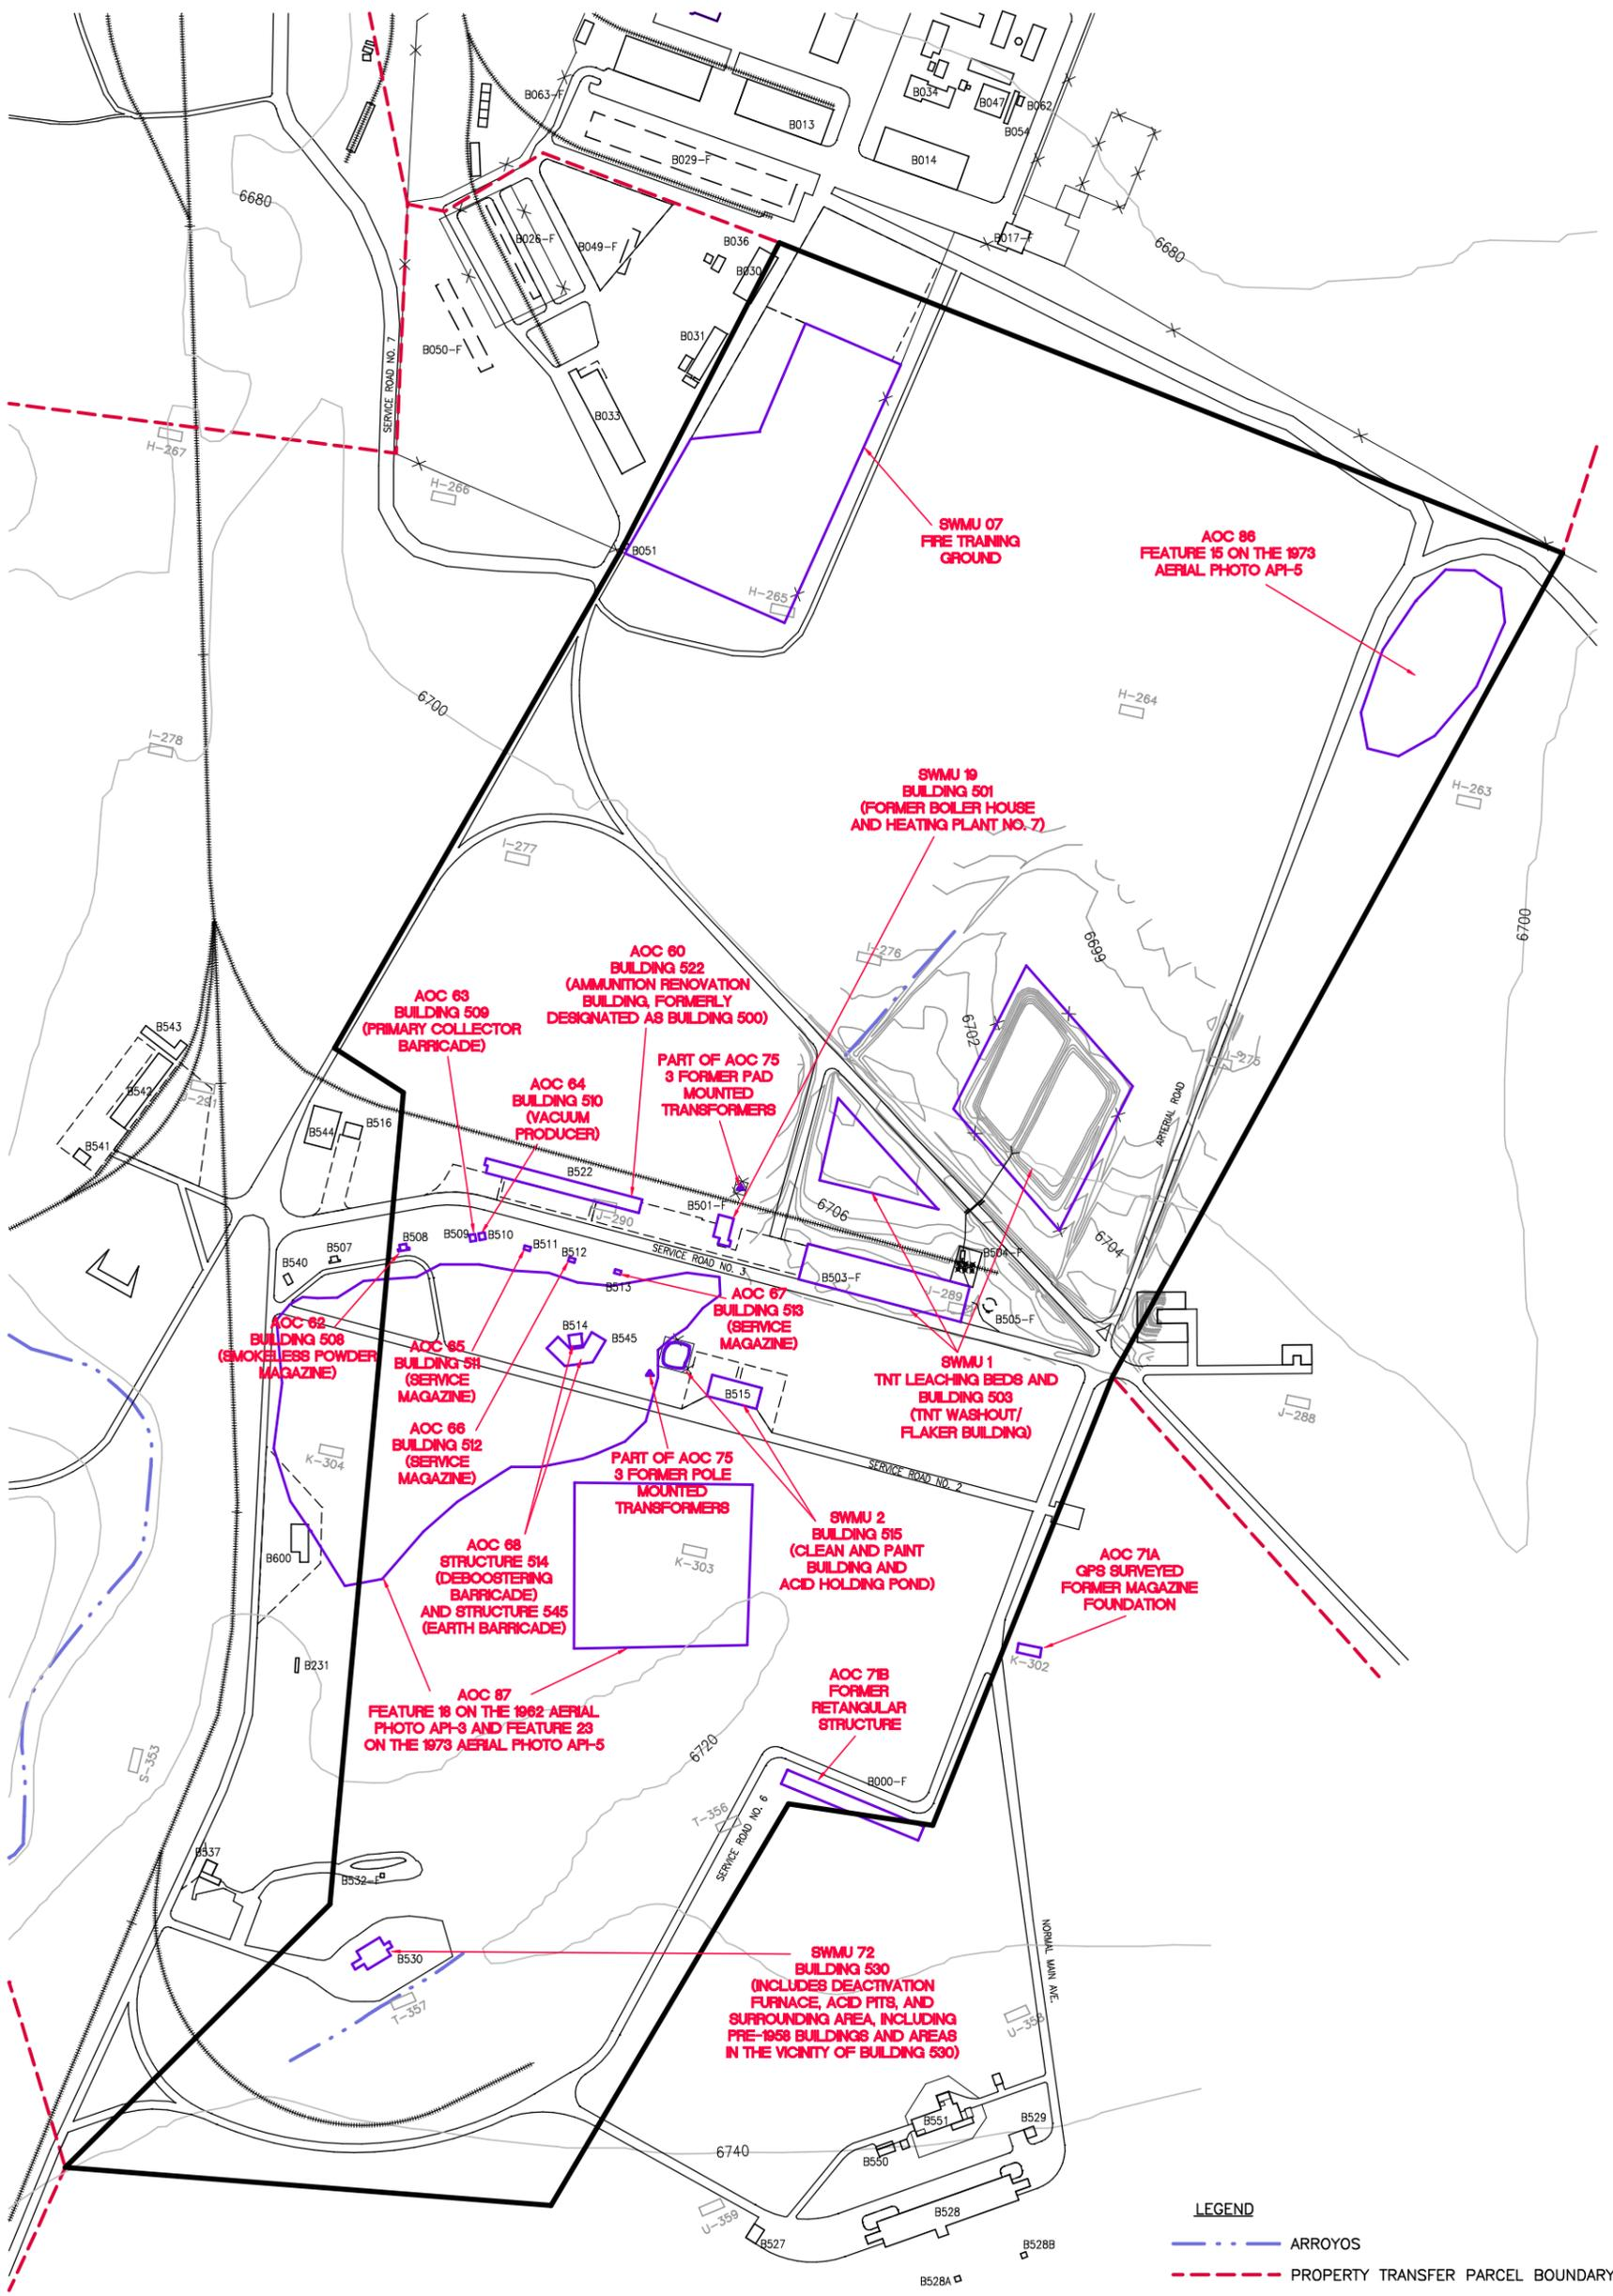 B063-F
B013
B034
B047
B062
B054
B014
B029-F
6680
B026-F
B049-F
B036
B030
B017-F
6680
B050-F
B031
SERVICE ROAD NO. 7
B033
H-267
H-266
B051
SWMU 07
FIRE TRAINING
GROUND
AOC 86
FEATURE 15 ON THE 1973
AERIAL PHOTO API-5
H-265
6700
H-264
I-278
H-263
SWMU 19
BUILDING 501
(FORMER BOILER HOUSE
AND HEATING PLANT NO. 7)
I-277
6700
6699
I-276
AOC 60
BUILDING 522
(AMMUNITION RENOVATION
BUILDING, FORMERLY
DESIGNATED AS BUILDING 500)
AOC 63
BUILDING 509
(PRIMARY COLLECTOR
BARRICADE)
6702
B543
B542
B541
B544
B516
AOC 64
BUILDING 510
(VACUUM
PRODUCER)
PART OF AOC 75
3 FORMER PAD
MOUNTED
TRANSFORMERS
ARTERIAL ROAD
B522
J-290
B501-F
6706
6704
B509
B510
B508
B507
B540
B511
B512
B513
SERVICE ROAD NO. 3
B503-F
B504-F
J-289
B505-F
AOC 67
BUILDING 513
(SERVICE
MAGAZINE)
B514
B545
AOC 62
BUILDING 508
(SMOKELESS POWDER
MAGAZINE)
AOC 65
BUILDING 511
(SERVICE
MAGAZINE)
SWMU 1
TNT LEACHING BEDS AND
BUILDING 503
(TNT WASHOUT/
FLAKER BUILDING)
B515
J-288
AOC 66
BUILDING 512
(SERVICE
MAGAZINE)
K-304
PART OF AOC 75
3 FORMER POLE
MOUNTED
TRANSFORMERS
SERVICE ROAD NO. 2
SWMU 2
BUILDING 515
(CLEAN AND PAINT
BUILDING AND
ACID HOLDING POND)
B600
AOC 68
STRUCTURE 514
(DEBOOSTERING
BARRICADE)
AND STRUCTURE 545
(EARTH BARRICADE)
K-303
AOC 71A
GPS SURVEYED
FORMER MAGAZINE
FOUNDATION
K-302
B231
AOC 87
FEATURE 18 ON THE 1962 AERIAL
PHOTO API-3 AND FEATURE 23
ON THE 1973 AERIAL PHOTO API-5
AOC 71B
FORMER
RETANGULAR
STRUCTURE
S-353
6720
B000-F
T-356
SERVICE ROAD NO. 6
B537
B532-F
B530
T-357
SWMU 72
BUILDING 530
(INCLUDES DEACTIVATION
FURNACE, ACID PITS, AND
SURROUNDING AREA, INCLUDING
PRE-1958 BUILDINGS AND AREAS
IN THE VICINITY OF BUILDING 530)
NORMAL MAIN AVE.
U-358
B551
B529
B550
6740
U-359
B528
B527
B528B
B528A
LEGEND
ARROYOS
PROPERTY TRANSFER PARCEL BOUNDARY